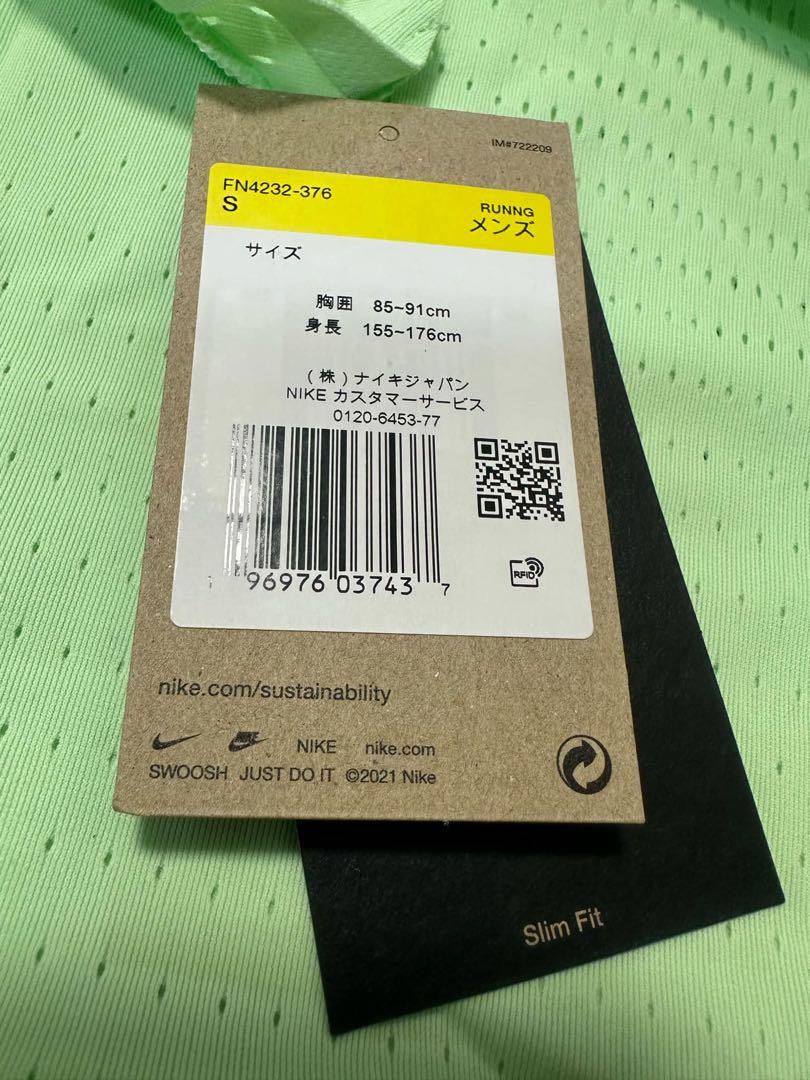 IM#722209
FN4232-376
S
RUNNG
メンズ
サイズ
胸囲 85~91cm
身長 155~176cm
(株)ナイキジャパン
NIKE カスタマーサービス
0120-6453-77
RFID
96976 03743 7
nike.com/sustainability
NIKE nike.com
SWOOSH JUST DO IT ©2021 Nike
Slim Fit